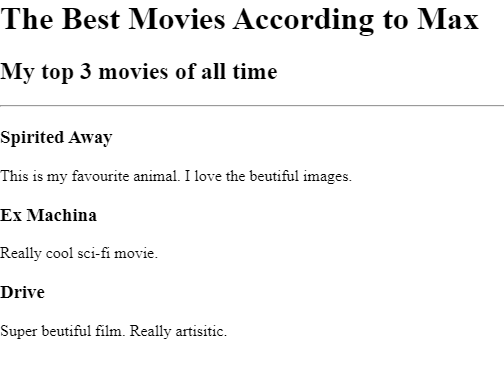 The Best Movies According to Max
My top 3 movies of all time
Spirited Away
This is my favourite animal. I love the beutiful images.
Ex Machina
Really cool sci-fi movie.
Drive
Super beutiful film. Really artisitic.